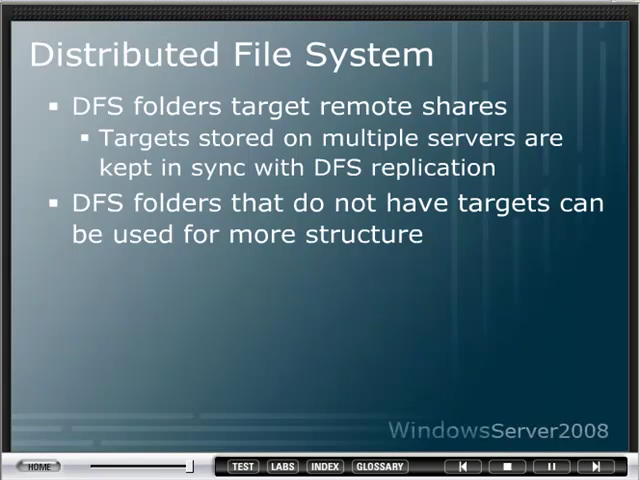 Distributed File System
▪ DFS folders target remote shares
▪ Targets stored on multiple servers are
kept in sync with DFS replication
▪ DFS folders that do not have targets can
be used for more structure
WindowsServer2008
HOME TEST LABS INDEX GLOSSARY